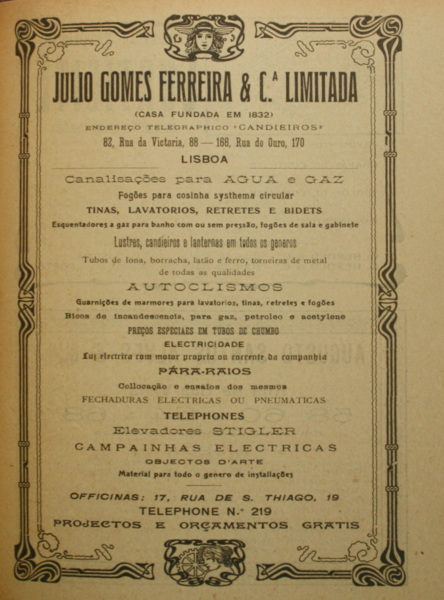 JULIO GOMES FERREIRA & C.ª LIMITADA
(CASA FUNDADA EM 1832)
ENDEREÇO TELEGRAPHICO "CANDIEIROS"
82, Rua da Victoria, 88 — 166, Rua do Ouro, 170
LISBOA
Canalisações para AGUA e GAZ
Fogões para cosinha systhema circular
TINAS, LAVATORIOS, RETRETES E BIDETS
Esquentadores a gaz para banho com ou sem pressão, fogões de sala e gabinete
Lustres, candieiros e lanternas em todos os generos
Tubos de lona, borracha, latão e ferro, torneiras de metal
de todas as qualidades
AUTOCLISMOS
Guarnições de marmores para lavatorios, tinas, retretes e fogões
Bicos de incandescencia, para gaz, petroleo e acetylene
PREÇOS ESPECIAES EM TUBOS DE CHUMBO
ELECTRICIDADE
Luz electrica com motor proprio ou corrente da companhia
PÁRA-RAIOS
Collocação e ensaios dos mesmos
FECHADURAS ELECTRICAS OU PNEUMATICAS
TELEPHONES
Elevadores STIGLER
CAMPAINHAS ELECTRICAS
OBJECTOS D'ARTE
Material para todo o genero de installações
OFFICINAS: 17, RUA DE S. THIAGO, 19
TELEPHONE N.º 219
PROJECTOS E ORÇAMENTOS GRATIS